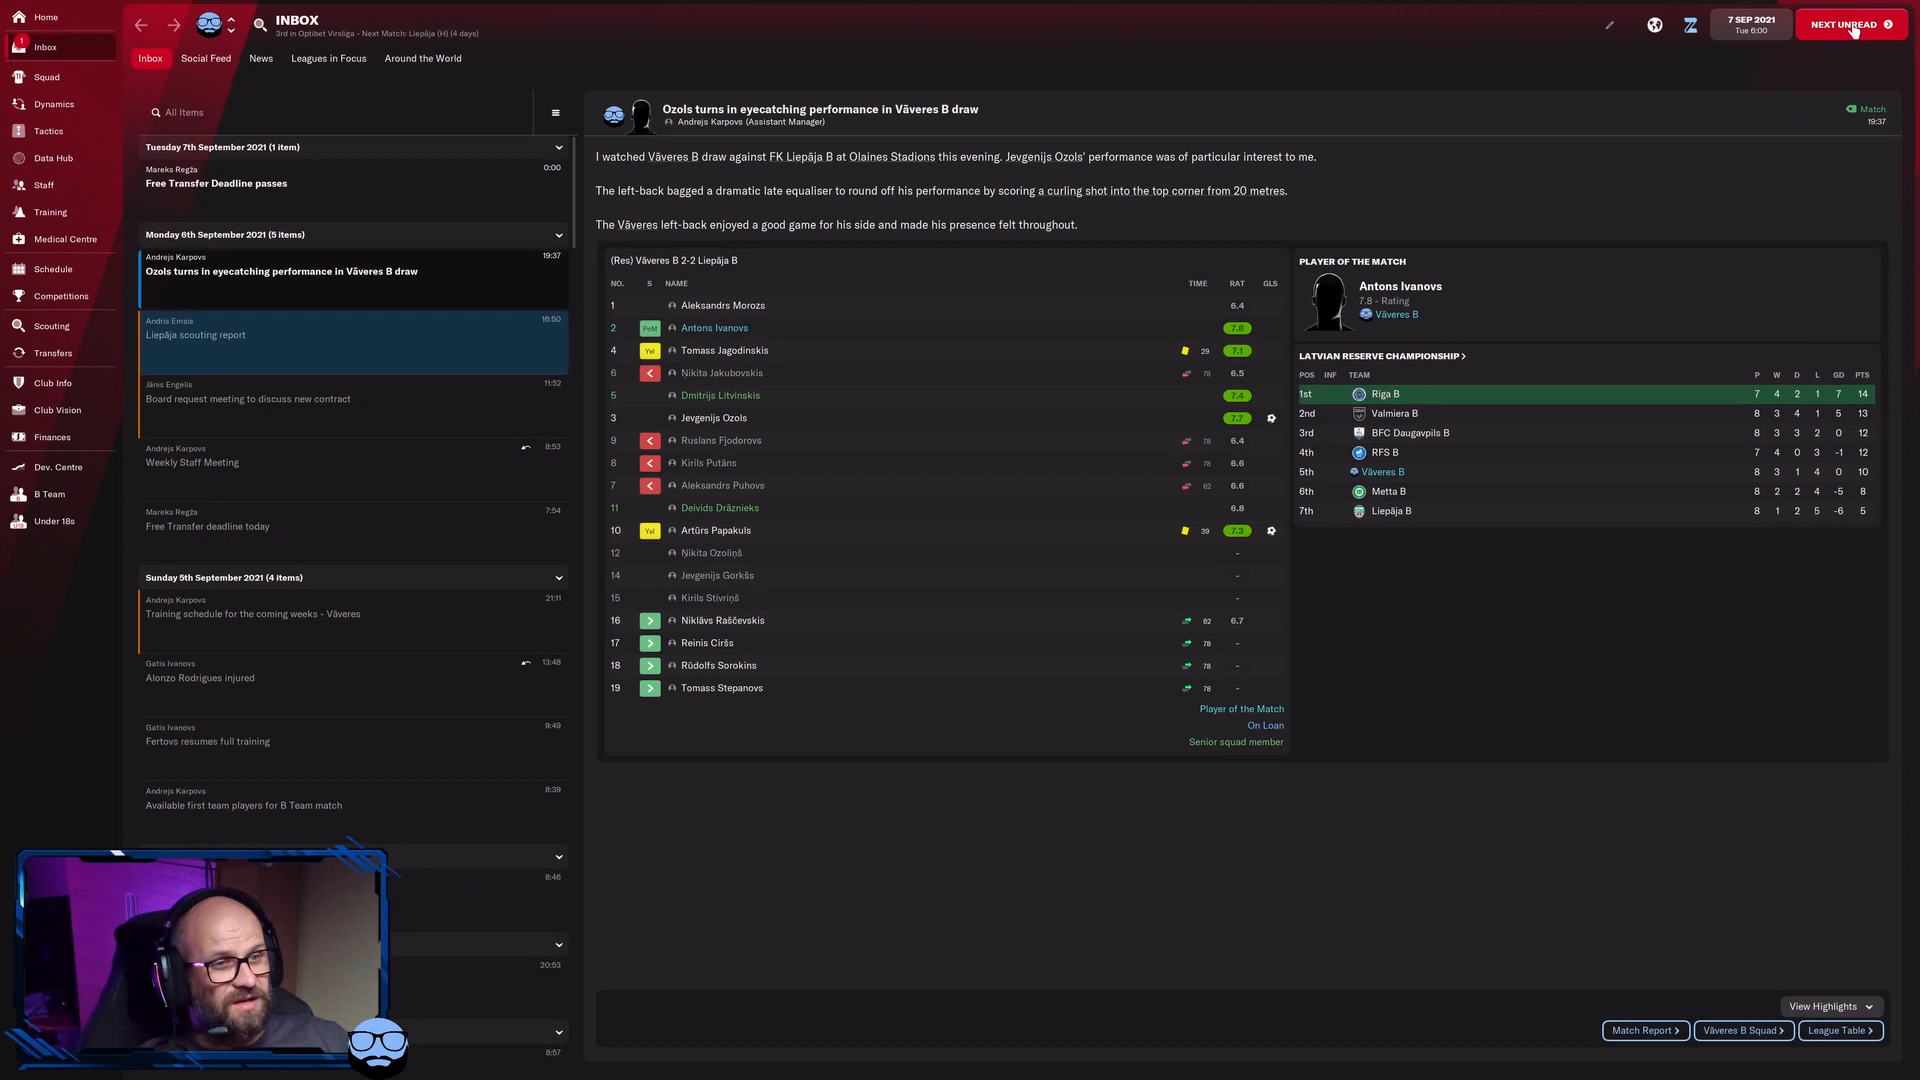 Home
1
Inbox
Squad
Dynamics
Tactics
Data Hub
Staff
Training
Medical Centre
Schedule
Competitions
Scouting
Transfers
Club Info
Club Vision
Finances
Dev. Centre
B Team
Under 18s
INBOX
3rd in Optibet Virsliga - Next Match: Liepāja (H) (4 days)
7 SEP 2021
Tue 6:00
NEXT UNREAD
Inbox Social Feed News Leagues in Focus Around the World
All Items
Tuesday 7th September 2021 (1 item)
Mareks Regža 0:00
Free Transfer Deadline passes
Monday 6th September 2021 (5 items)
Andrejs Karpovs 19:37
Ozols turns in eyecatching performance in Vāveres B draw
Andris Emsis 16:50
Liepāja scouting report
Jānis Engelis 11:52
Board request meeting to discuss new contract
Andrejs Karpovs 8:53
Weekly Staff Meeting
Mareks Regža 7:54
Free Transfer deadline today
Sunday 5th September 2021 (4 items)
Andrejs Karpovs 21:11
Training schedule for the coming weeks - Vāveres
Gatis Ivanovs 13:48
Alonzo Rodrigues injured
Gatis Ivanovs 9:49
Fertovs resumes full training
Andrejs Karpovs 8:39
Available first team players for B Team match
8:46
20:53
8:57
Ozols turns in eyecatching performance in Vāveres B draw
Andrejs Karpovs (Assistant Manager)
Match
19:37
I watched Vāveres B draw against FK Liepāja B at Olaines Stadions this evening. Jevgenijs Ozols' performance was of particular interest to me.
The left-back bagged a dramatic late equaliser to round off his performance by scoring a curling shot into the top corner from 20 metres.
The Vāveres left-back enjoyed a good game for his side and made his presence felt throughout.
(Res) Vāveres B 2-2 Liepāja B
NO. S NAME TIME RAT GLS
1 Aleksandrs Morozs 6.4
2 PoM Antons Ivanovs 7.8
4 Yel Tomass Jagodinskis 29 7.1
6 Ņikita Jakubovskis 78 6.5
5 Dmitrijs Litvinskis 7.4
3 Jevgenijs Ozols 7.7
9 Ruslans Fjodorovs 78 6.4
8 Kirils Putāns 78 6.6
7 Aleksandrs Puhovs 62 6.6
11 Deivids Drāznieks 6.8
10 Yel Artūrs Papakuls 39 7.3
12 Ņikita Ozoliņš -
14 Jevgenijs Gorkšs -
15 Kirils Stivriņš -
16 Niklāvs Raščevskis 62 6.7
17 Reinis Ciršs 78 -
18 Rūdolfs Sorokins 78 -
19 Tomass Stepanovs 78 -
Player of the Match
On Loan
Senior squad member
PLAYER OF THE MATCH
Antons Ivanovs
7.8 - Rating
Vāveres B
LATVIAN RESERVE CHAMPIONSHIP >
POS INF TEAM P W D L GD PTS
1st Riga B 7 4 2 1 7 14
2nd Valmiera B 8 3 4 1 5 13
3rd BFC Daugavpils B 8 3 3 2 0 12
4th RFS B 7 4 0 3 -1 12
5th Vāveres B 8 3 1 4 0 10
6th Metta B 8 2 2 4 -5 8
7th Liepāja B 8 1 2 5 -6 5
View Highlights
Match Report > Vāveres B Squad > League Table >